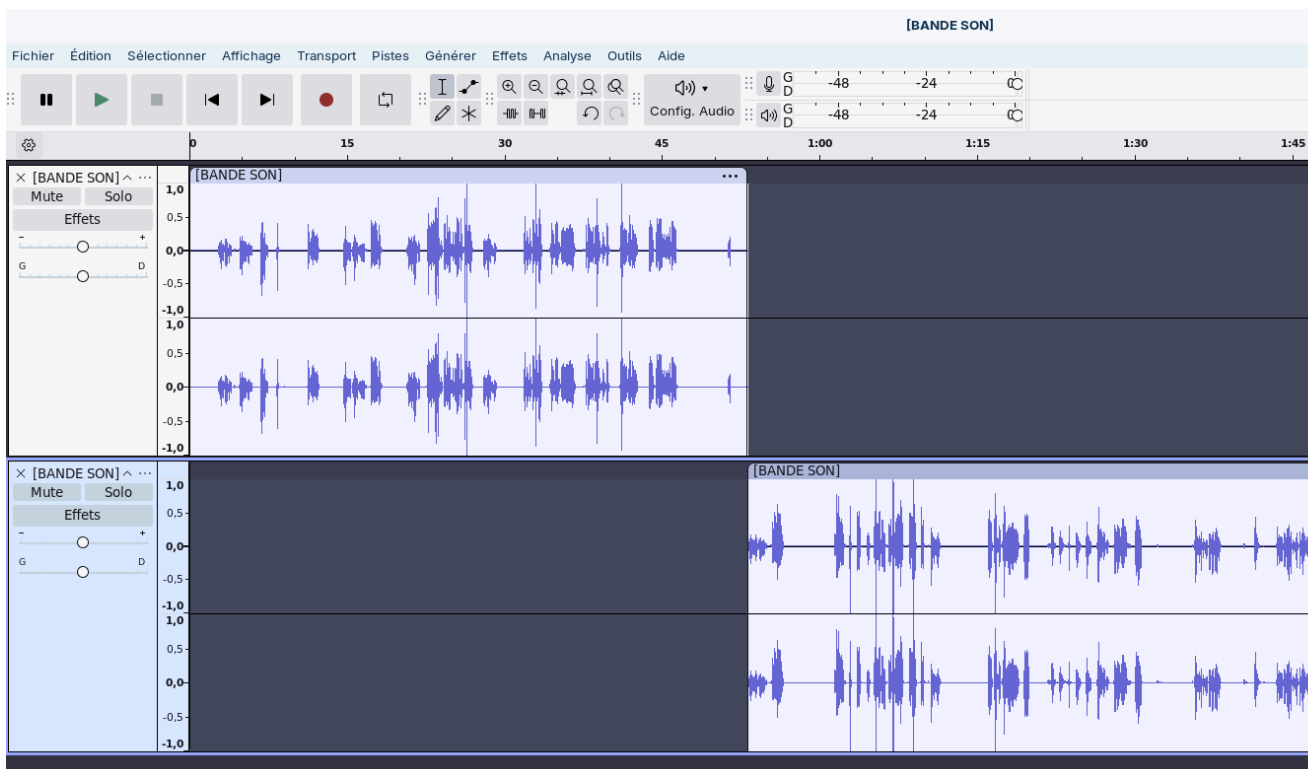 [BANDE SON]
Fichier Édition Sélectionner Affichage Transport Pistes Générer Effets Analyse Outils Aide
G -48 -24 0
D
Config. Audio
G -48 -24 0
D
0 15 30 45 1:00 1:15 1:30 1:45
× [BANDE SON] ...
Mute Solo
Effets
- +
G D
[BANDE SON] ...
1,0
0,5
0,0
-0,5
-1,0
1,0
0,5
0,0
-0,5
-1,0
× [BANDE SON] ...
Mute Solo
Effets
- +
G D
[BANDE SON]
1,0
0,5
0,0
-0,5
-1,0
1,0
0,5
0,0
-0,5
-1,0